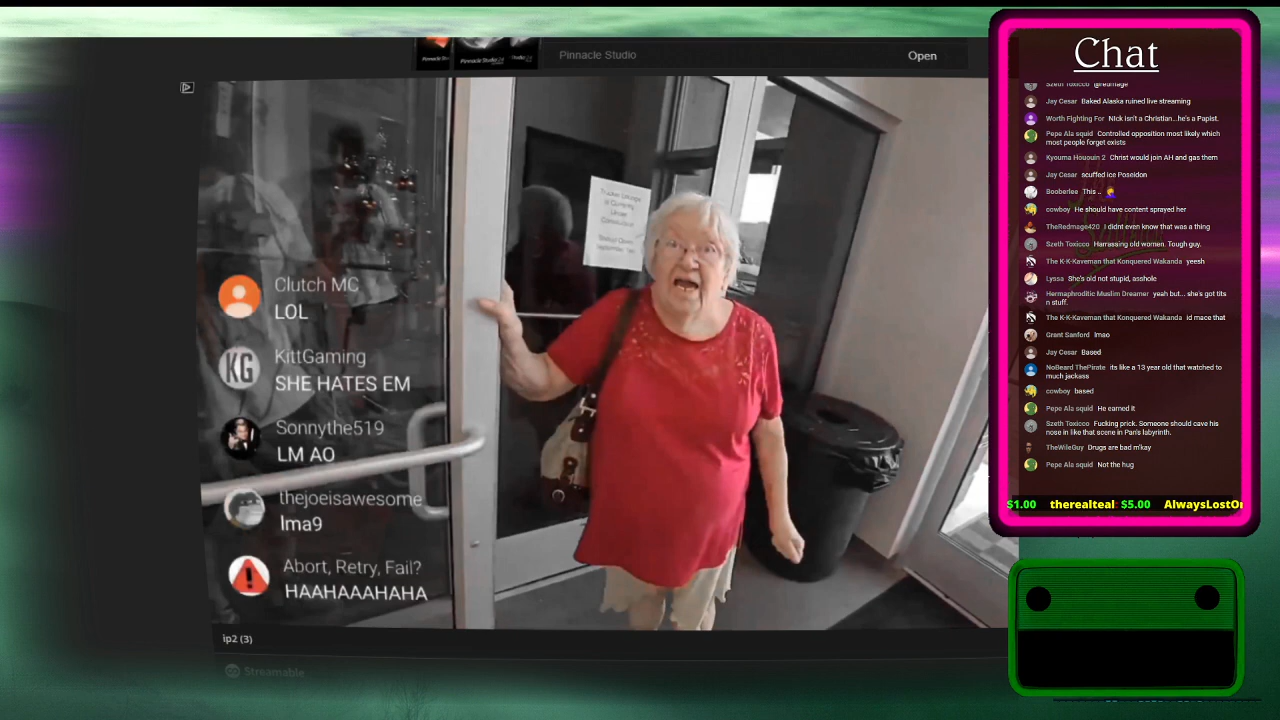 Pinnacle Studio
Open
Clutch MC
LOL
KittGaming
KG
SHE HATES EM
Sonnythe519
LM AO
thejoeisawesome
lma9
Abort, Retry, Fail?
HAAHAAAHAHA
ip2 (3)
Streamable
Chat
Szeth Toxicco @redmage
Jay Cesar Baked Alaska ruined live streaming
Worth Fighting For Nick isn't a Christian...he's a Papist.
Pepe Ala squid Controlled opposition most likely which
most people forget exists
Kyouma Hououin 2 Christ would join AH and gas them
Jay Cesar scuffed Ice Poseidon
Booberlee This ..
cowboy He should have content sprayed her
TheRedmage420 I didnt even know that was a thing
Szeth Toxicco Harrassing old women. Tough guy.
The K-K-Kaveman that Konquered Wakanda yeesh
Lyssa She's old not stupid, asshole
Hermaphroditic Muslim Dreamer yeah but... she's got tits
n stuff.
The K-K-Kaveman that Konquered Wakanda id mace that
Grant Sanford lmao
Jay Cesar Based
NoBeard ThePirate its like a 13 year old that watched to
much jackass
cowboy based
Pepe Ala squid He earned it
Szeth Toxicco Fucking prick. Someone should cave his
nose in like that scene in Pan's labyrinth.
TheWileGuy Drugs are bad m'kay
Pepe Ala squid Not the hug
$1.00 therealteal: $5.00 AlwaysLostOn